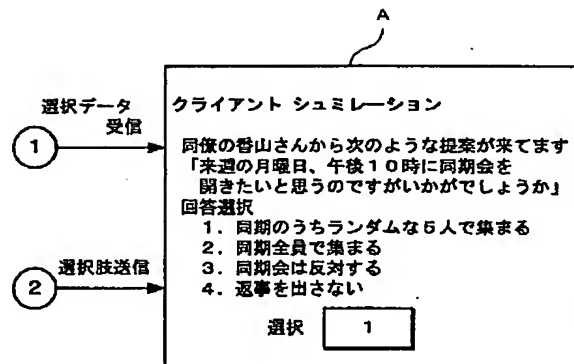 A
選択データ
受信
1
選択肢送信
2
クライアント シュミレーション
同僚の香山さんから次のような提案が来てます
「来週の月曜日、午後10時に同期会を
開きたいと思うのですがいかがでしょうか」
回答選択
1．同期のうちランダムな5人で集まる
2．同期全員で集まる
3．同期会は反対する
4．返事を出さない
選択 1